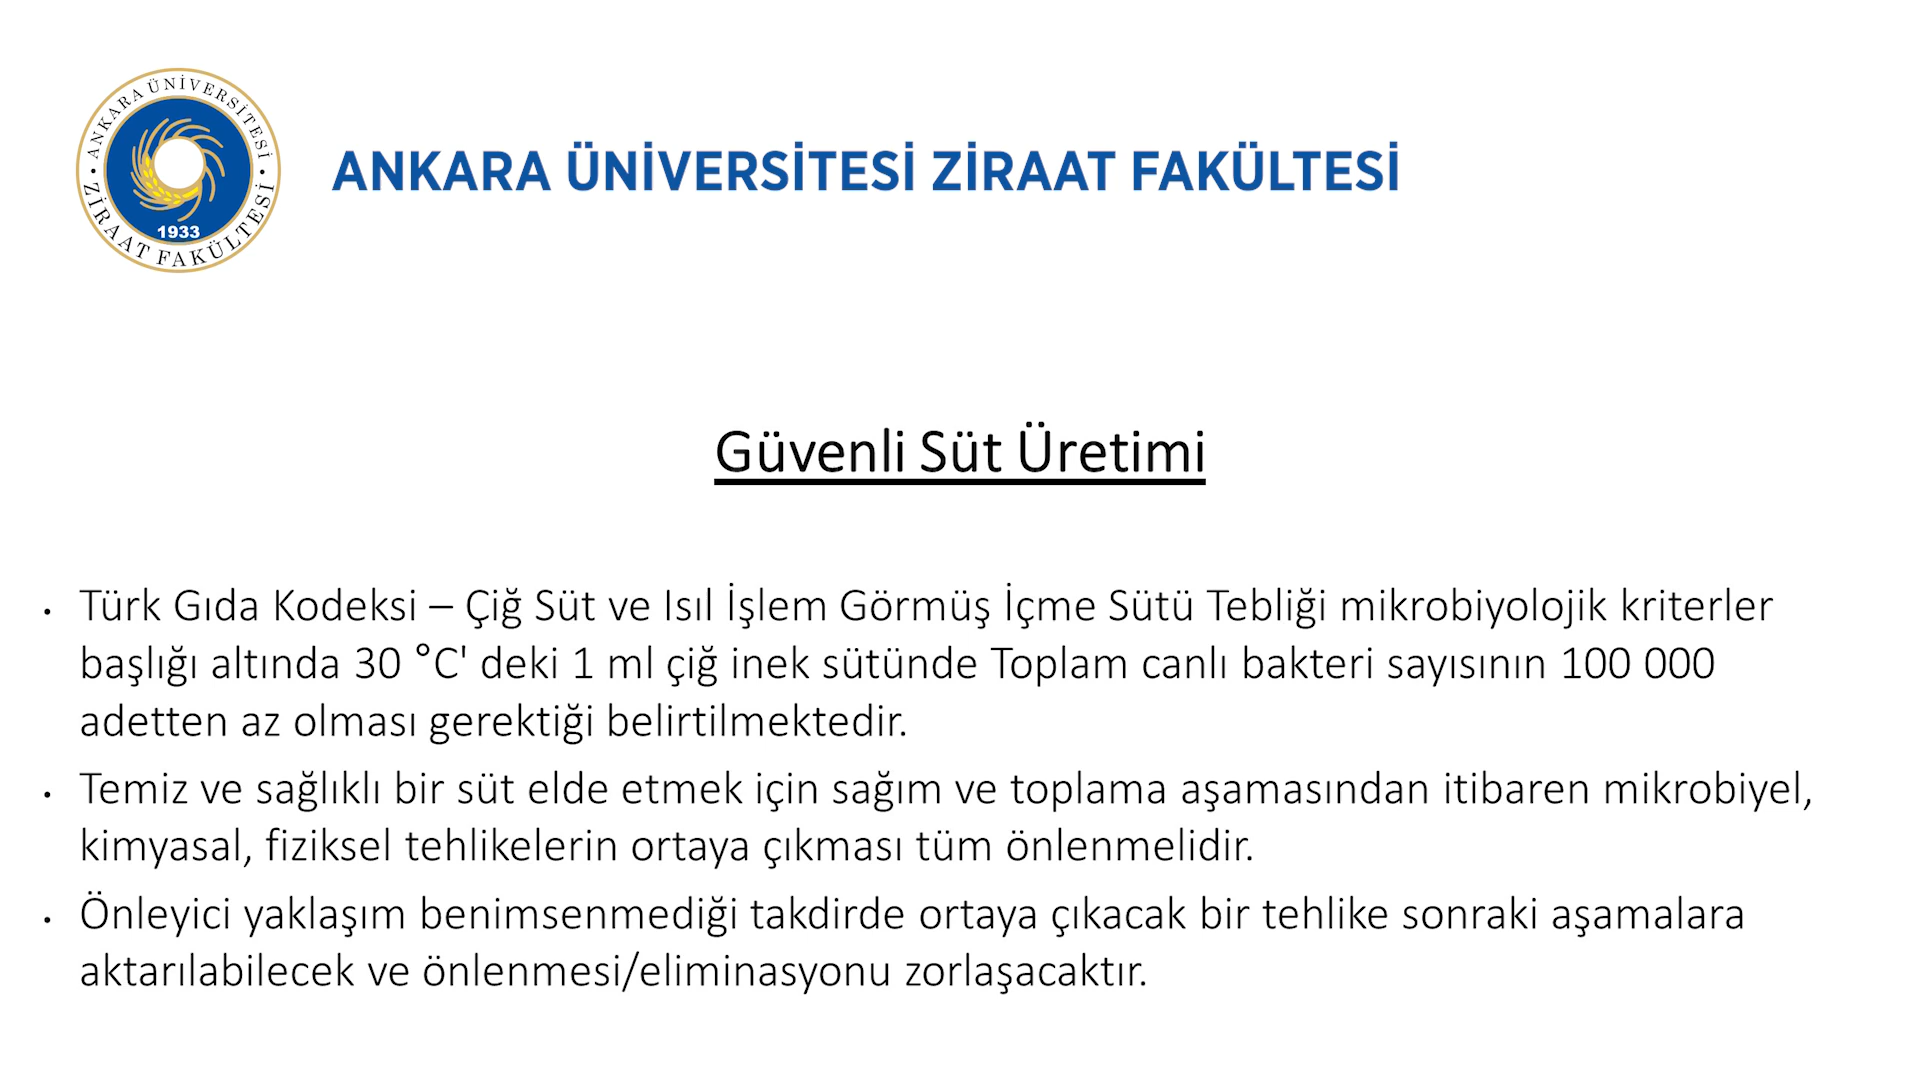 ANKARA ÜNİVERSİTESİ
ZİRAAT FAKÜLTESİ
1933
ANKARA ÜNİVERSİTESİ ZİRAAT FAKÜLTESİ
Güvenli Süt Üretimi
• Türk Gıda Kodeksi – Çiğ Süt ve Isıl İşlem Görmüş İçme Sütü Tebliği mikrobiyolojik kriterler
başlığı altında 30 °C' deki 1 ml çiğ inek sütünde Toplam canlı bakteri sayısının 100 000
adetten az olması gerektiği belirtilmektedir.
• Temiz ve sağlıklı bir süt elde etmek için sağım ve toplama aşamasından itibaren mikrobiyel,
kimyasal, fiziksel tehlikelerin ortaya çıkması tüm önlenmelidir.
• Önleyici yaklaşım benimsenmediği takdirde ortaya çıkacak bir tehlike sonraki aşamalara
aktarılabilecek ve önlenmesi/eliminasyonu zorlaşacaktır.